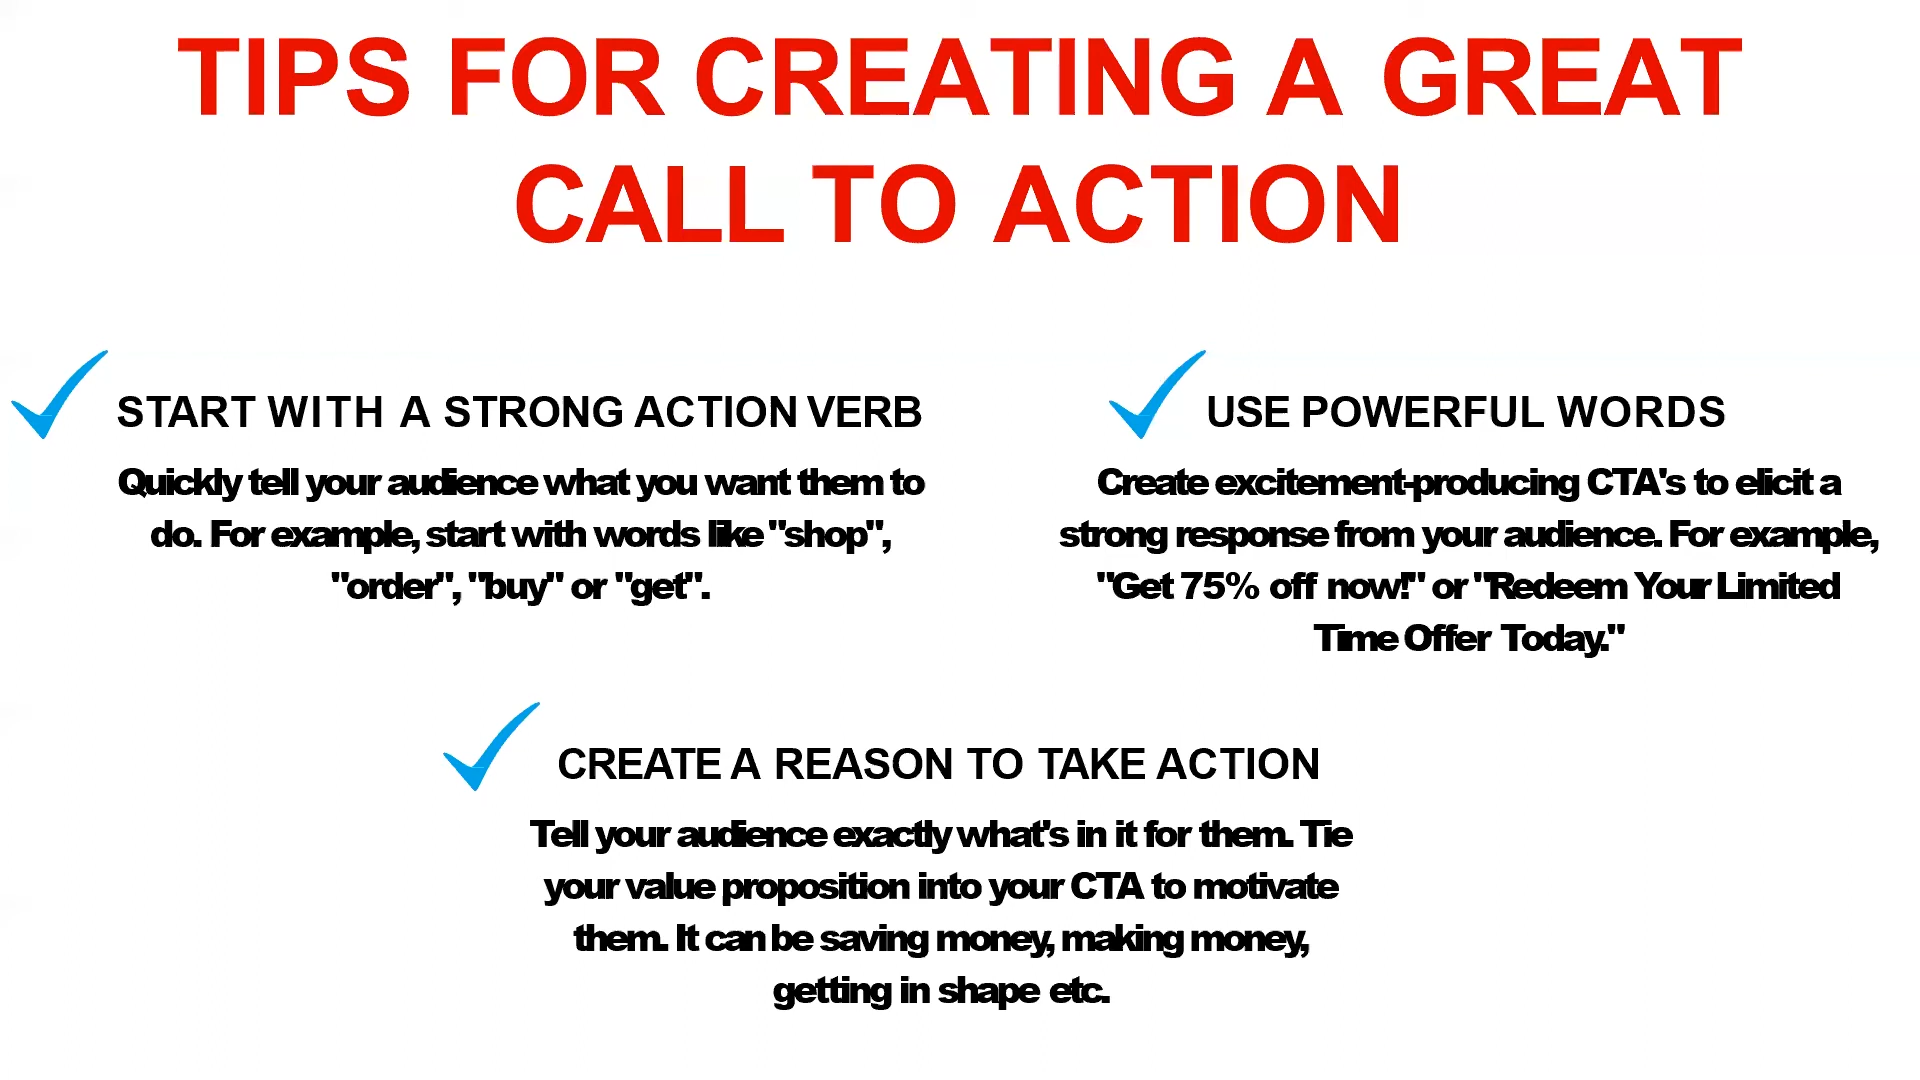 TIPS FOR CREATING A GREAT
CALL TO ACTION
START WITH A STRONG ACTION VERB
Quickly tell your audience what you want them to
do. For example, start with words like "shop",
"order", "buy" or "get".
USE POWERFUL WORDS
Create excitement-producing CTA's to elicit a
strong response from your audience. For example,
"Get 75% off now!" or "Redeem Your Limited
Time Offer Today."
CREATE A REASON TO TAKE ACTION
Tell your audience exactly what's in it for them. Tie
your value proposition into your CTA to motivate
them. It can be saving money, making money,
getting in shape etc.